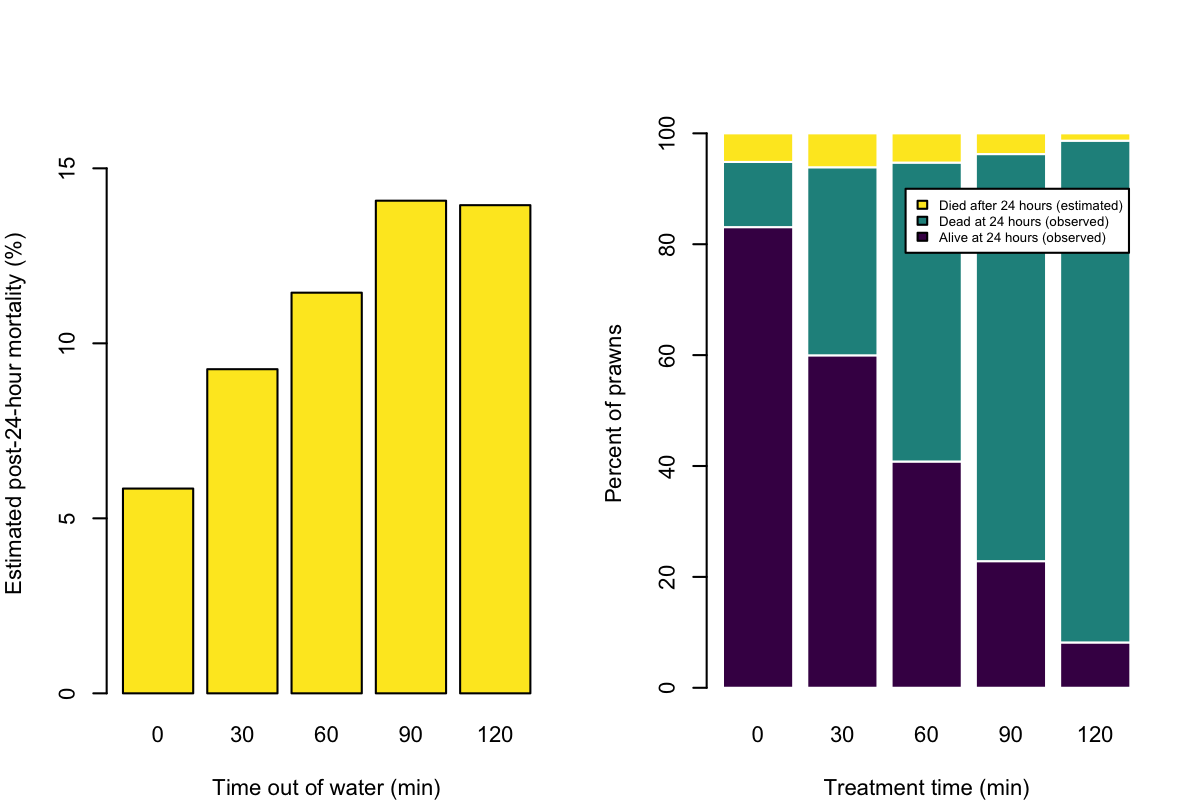 Estimated post-24-hour mortality (%)
15
10
5
0
0 30 60 90 120
Time out of water (min)
Percent of prawns
100
80
60
40
20
0
Died after 24 hours (estimated)
Dead at 24 hours (observed)
Alive at 24 hours (observed)
0 30 60 90 120
Treatment time (min)